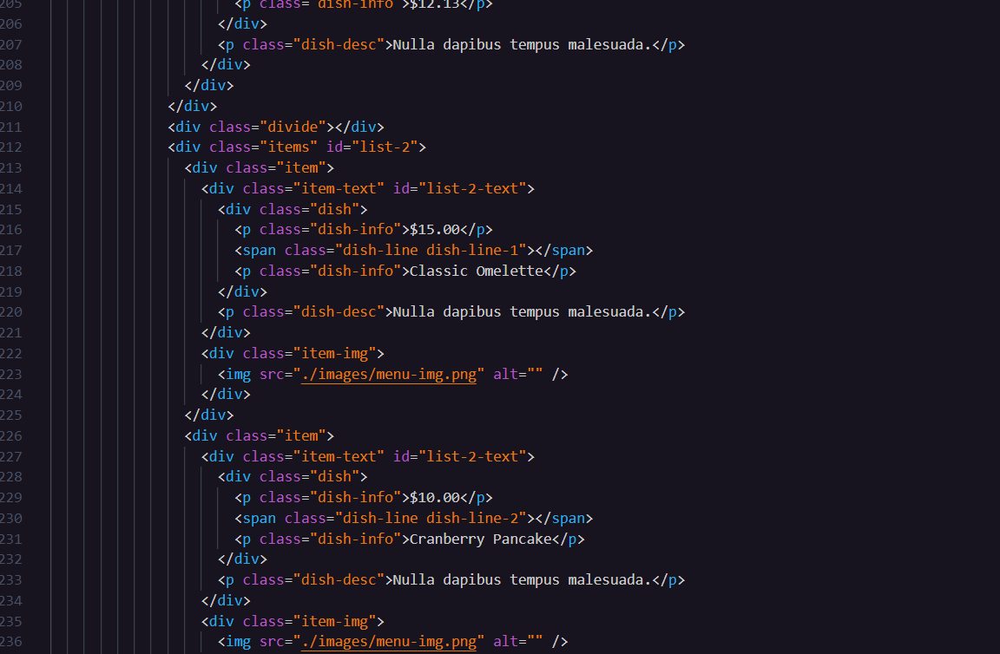 205 <p class="dish-info">$12.13</p>
206 </div>
207 <p class="dish-desc">Nulla dapibus tempus malesuada.</p>
208 </div>
209 </div>
210 </div>
211 <div class="divide"></div>
212 <div class="items" id="list-2">
213 <div class="item">
214 <div class="item-text" id="list-2-text">
215 <div class="dish">
216 <p class="dish-info">$15.00</p>
217 <span class="dish-line dish-line-1"></span>
218 <p class="dish-info">Classic Omelette</p>
219 </div>
220 <p class="dish-desc">Nulla dapibus tempus malesuada.</p>
221 </div>
222 <div class="item-img">
223 <img src="./images/menu-img.png" alt="" />
224 </div>
225 </div>
226 <div class="item">
227 <div class="item-text" id="list-2-text">
228 <div class="dish">
229 <p class="dish-info">$10.00</p>
230 <span class="dish-line dish-line-2"></span>
231 <p class="dish-info">Cranberry Pancake</p>
232 </div>
233 <p class="dish-desc">Nulla dapibus tempus malesuada.</p>
234 </div>
235 <div class="item-img">
236 <img src="./images/menu-img.png" alt="" />